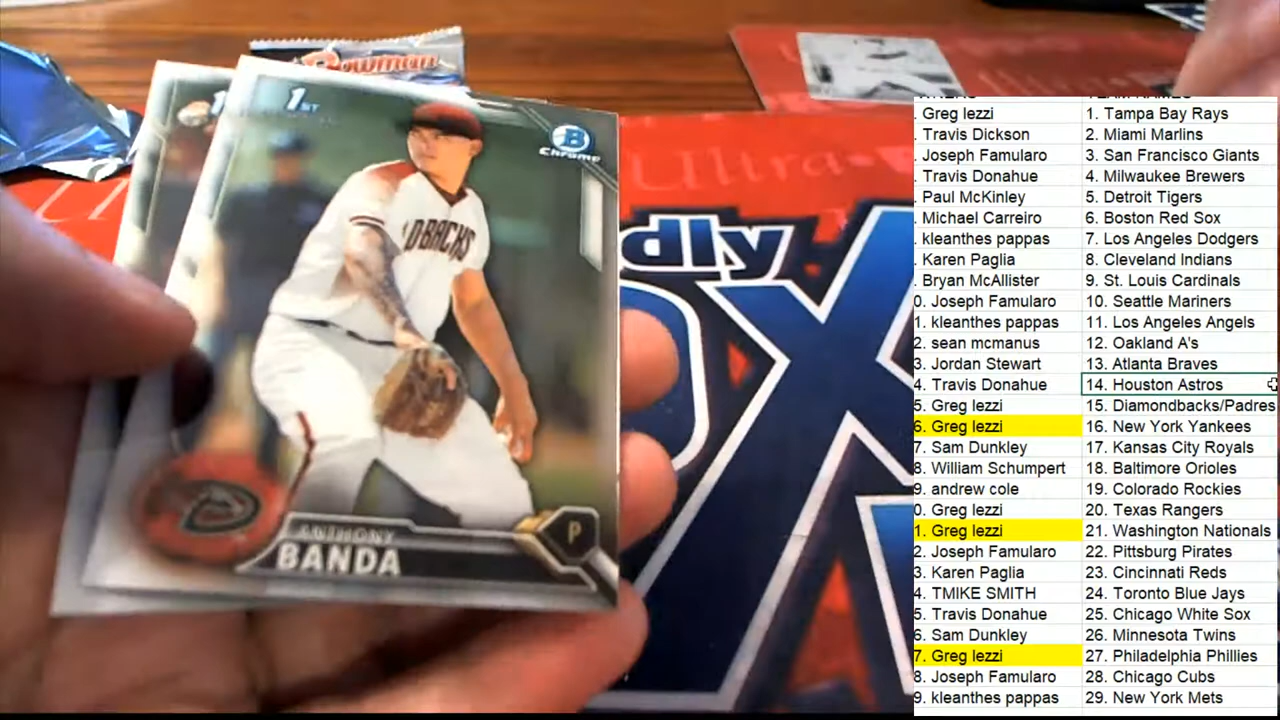 Bowman
1ST
B
Chrome
DBACKS
ANTHONY
BANDA
P
Ultra
dly
. Greg Iezzi 1. Tampa Bay Rays
. Travis Dickson 2. Miami Marlins
. Joseph Famularo 3. San Francisco Giants
. Travis Donahue 4. Milwaukee Brewers
. Paul McKinley 5. Detroit Tigers
. Michael Carreiro 6. Boston Red Sox
. kleanthes pappas 7. Los Angeles Dodgers
. Karen Paglia 8. Cleveland Indians
. Bryan McAllister 9. St. Louis Cardinals
0. Joseph Famularo 10. Seattle Mariners
1. kleanthes pappas 11. Los Angeles Angels
2. sean mcmanus 12. Oakland A's
3. Jordan Stewart 13. Atlanta Braves
4. Travis Donahue 14. Houston Astros
5. Greg Iezzi 15. Diamondbacks/Padres
6. Greg Iezzi 16. New York Yankees
7. Sam Dunkley 17. Kansas City Royals
8. William Schumpert 18. Baltimore Orioles
9. andrew cole 19. Colorado Rockies
0. Greg Iezzi 20. Texas Rangers
1. Greg Iezzi 21. Washington Nationals
2. Joseph Famularo 22. Pittsburg Pirates
3. Karen Paglia 23. Cincinnati Reds
4. TMIKE SMITH 24. Toronto Blue Jays
5. Travis Donahue 25. Chicago White Sox
6. Sam Dunkley 26. Minnesota Twins
7. Greg Iezzi 27. Philadelphia Phillies
8. Joseph Famularo 28. Chicago Cubs
9. kleanthes pappas 29. New York Mets